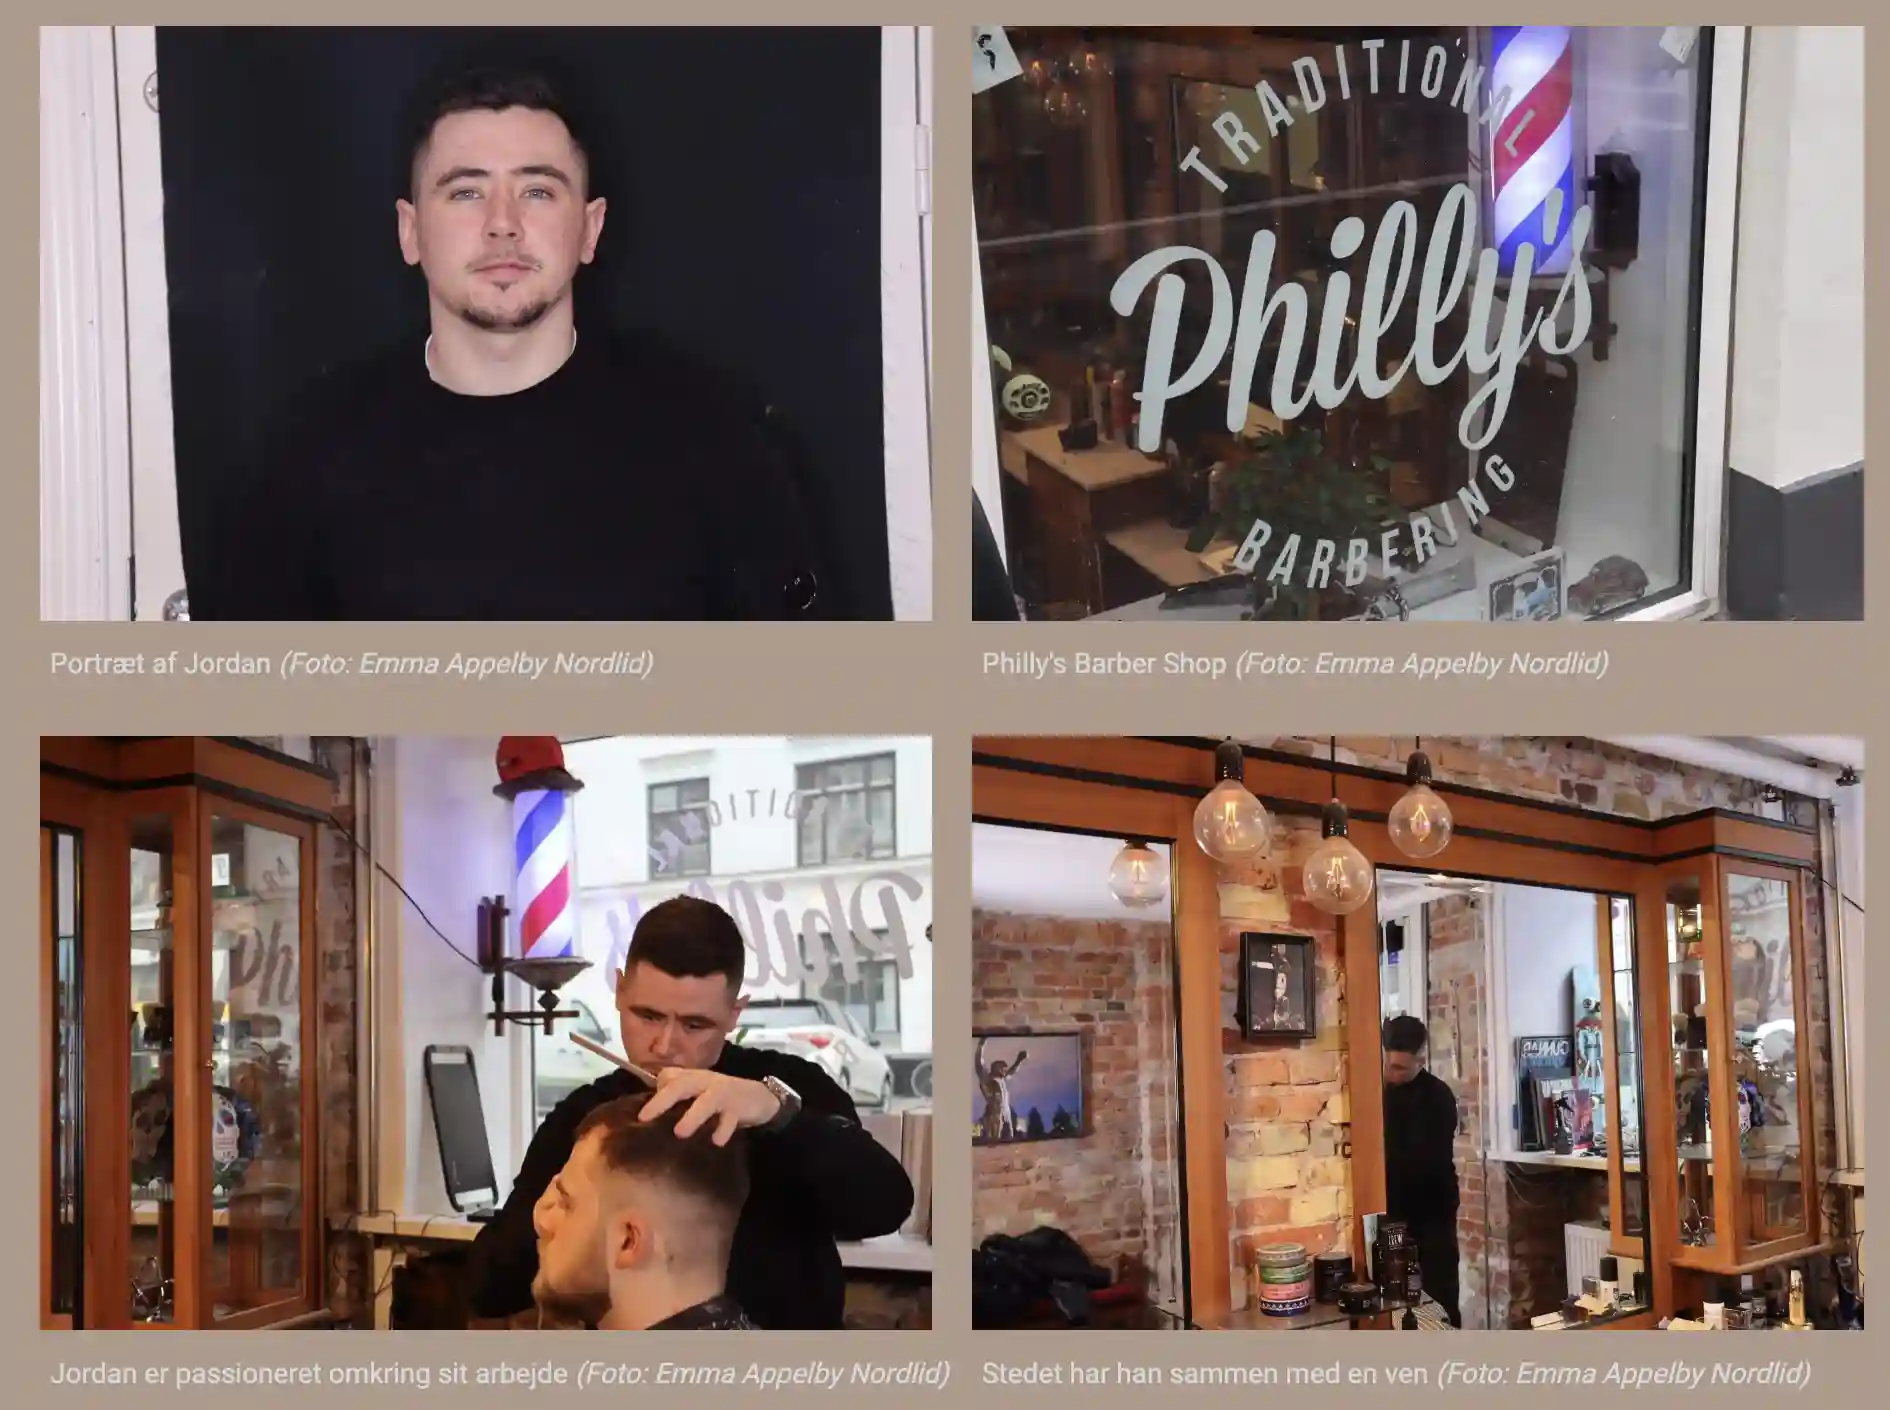 TRADITIONAL
Philly's
BARBERING
Portræt af Jordan (Foto: Emma Appelby Nordlid)
Philly's Barber Shop (Foto: Emma Appelby Nordlid)
DITIONAL
Philly's
Jordan er passioneret omkring sit arbejde (Foto: Emma Appelby Nordlid)
Stedet har han sammen med en ven (Foto: Emma Appelby Nordlid)